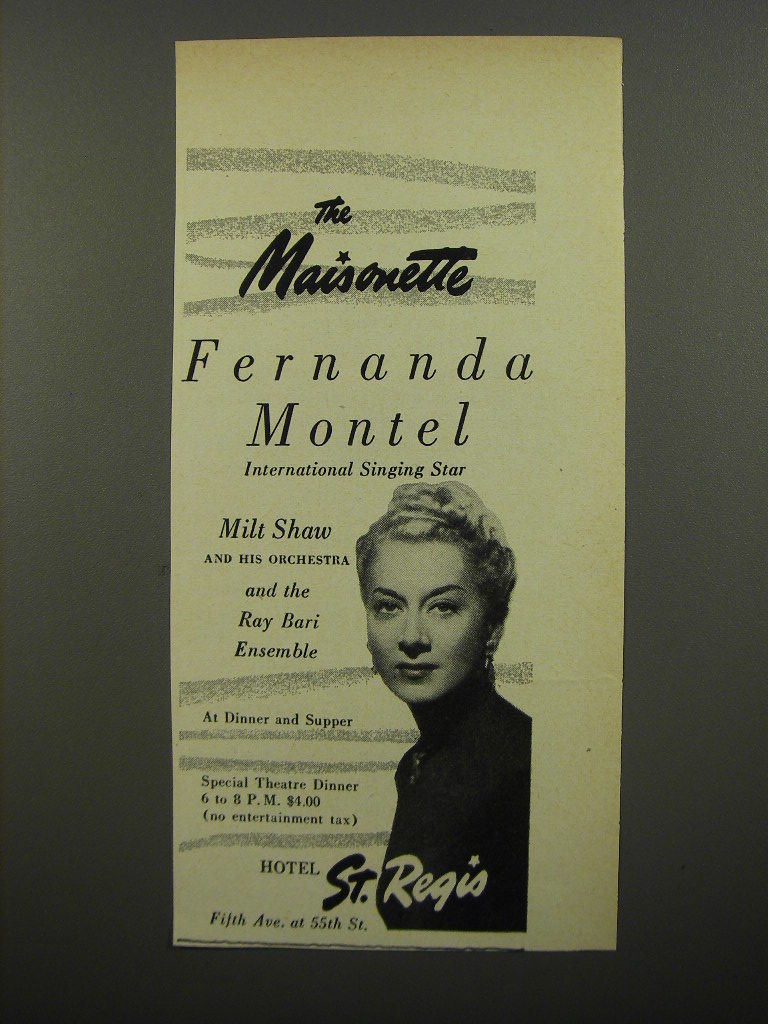 The
Maisonette
Fernanda
Montel
International Singing Star
Milt Shaw
AND HIS ORCHESTRA
and the
Ray Bari
Ensemble
At Dinner and Supper
Special Theatre Dinner
6 to 8 P.M. $4.00
(no entertainment tax)
HOTEL St. Regis
Fifth Ave. at 55th St.